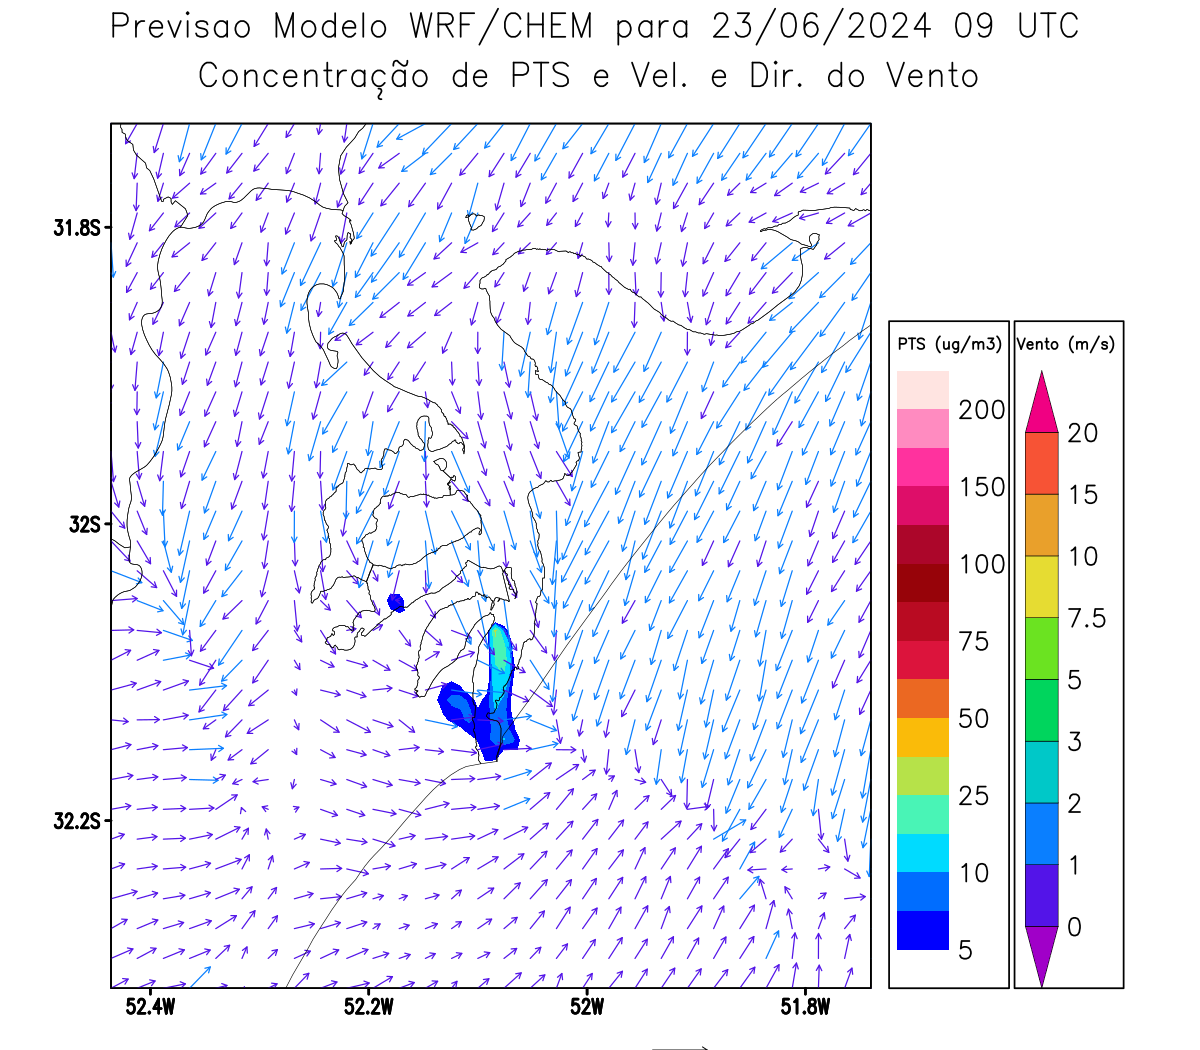 Previsao Modelo WRF/CHEM para 23/06/2024 09 UTC
Concentração de PTS e Vel. e Dir. do Vento
31.8S
32S
32.2S
52.4W 52.2W 52W 51.8W
PTS (ug/m3)
200
150
100
75
50
25
10
5
Vento (m/s)
20
15
10
7.5
5
3
2
1
0